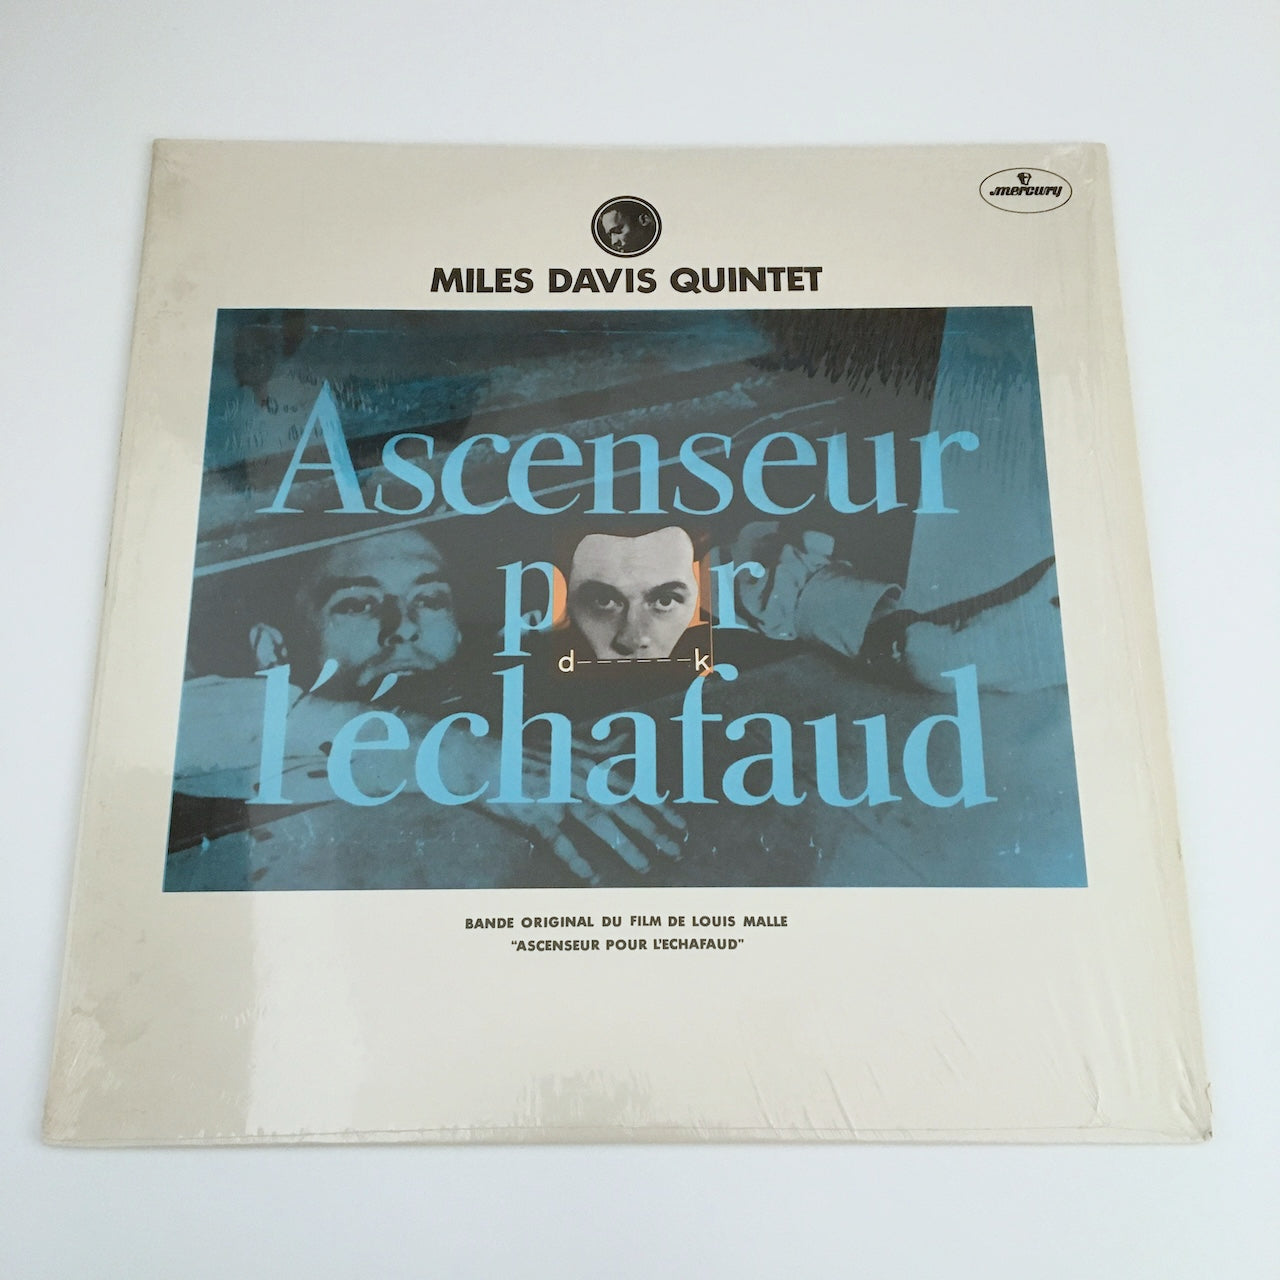 mercury
MILES DAVIS QUINTET
Ascenseur
p r
d------k
l'échafaud
BANDE ORIGINAL DU FILM DE LOUIS MALLE
"ASCENSEUR POUR L'ECHAFAUD"